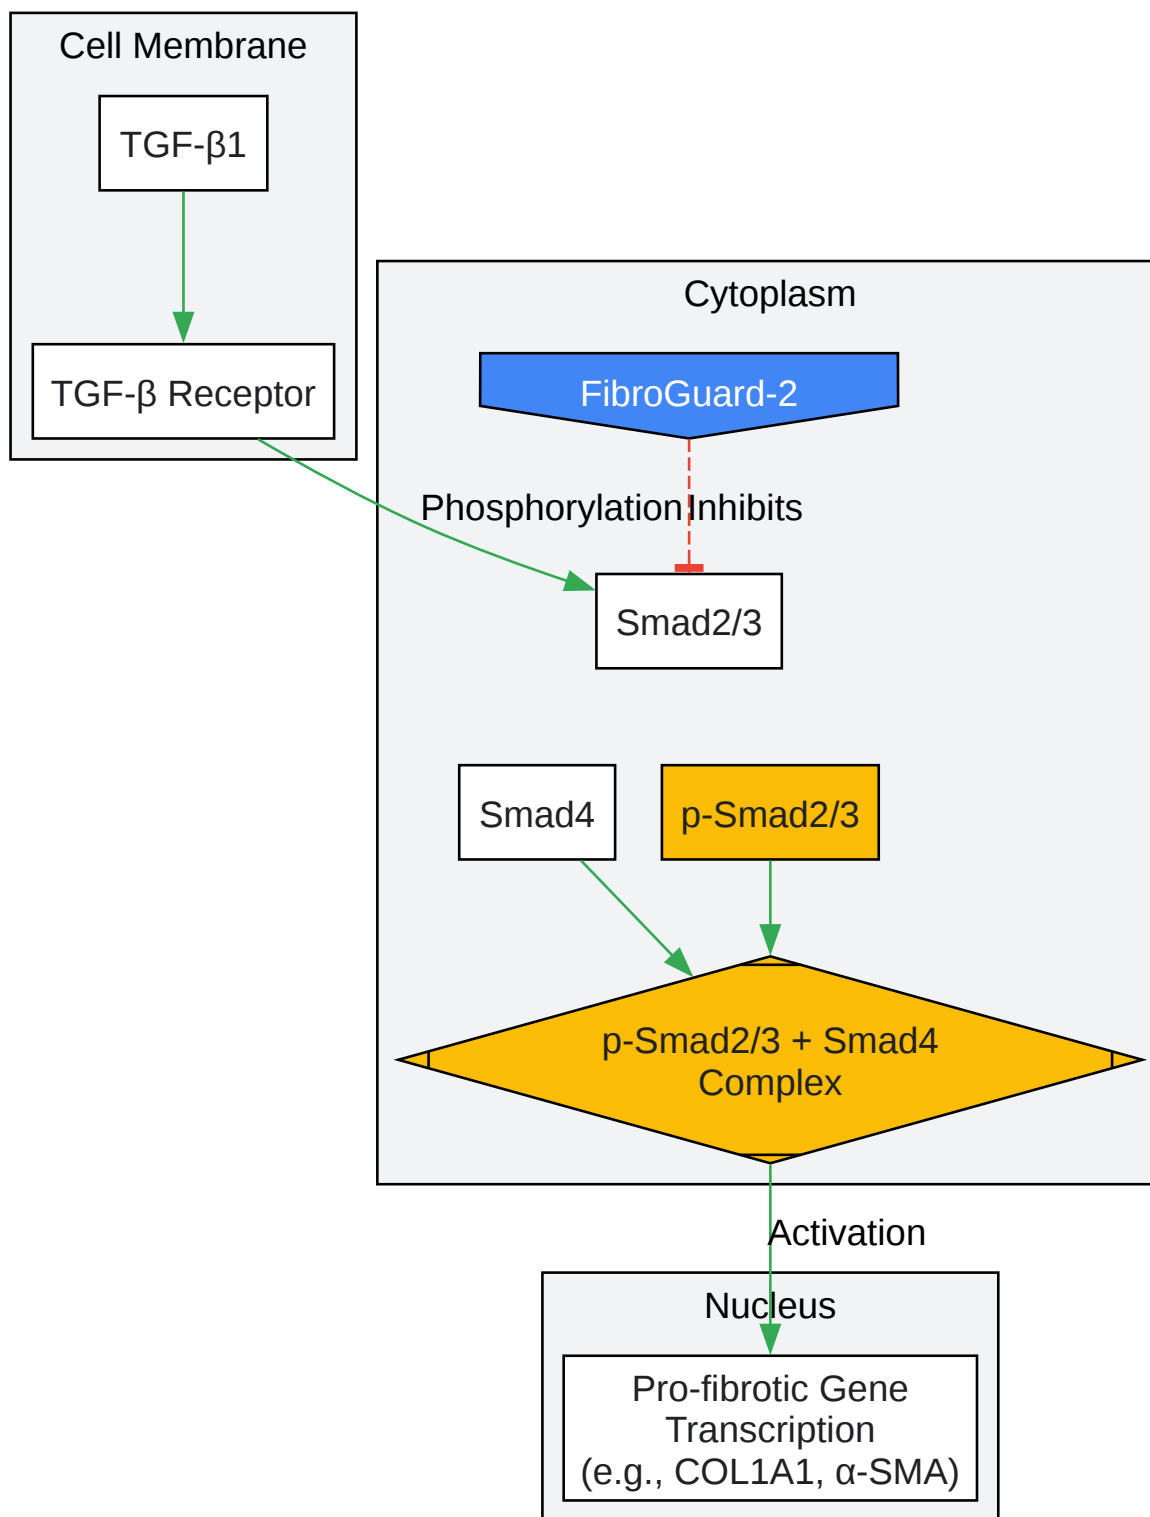 Cell Membrane
TGF-β1
TGF-β Receptor
Cytoplasm
FibroGuard-2
Phosphorylation
Inhibits
Smad2/3
Smad4
p-Smad2/3
p-Smad2/3 + Smad4
Complex
Activation
Nucleus
Pro-fibrotic Gene
Transcription
(e.g., COL1A1, α-SMA)